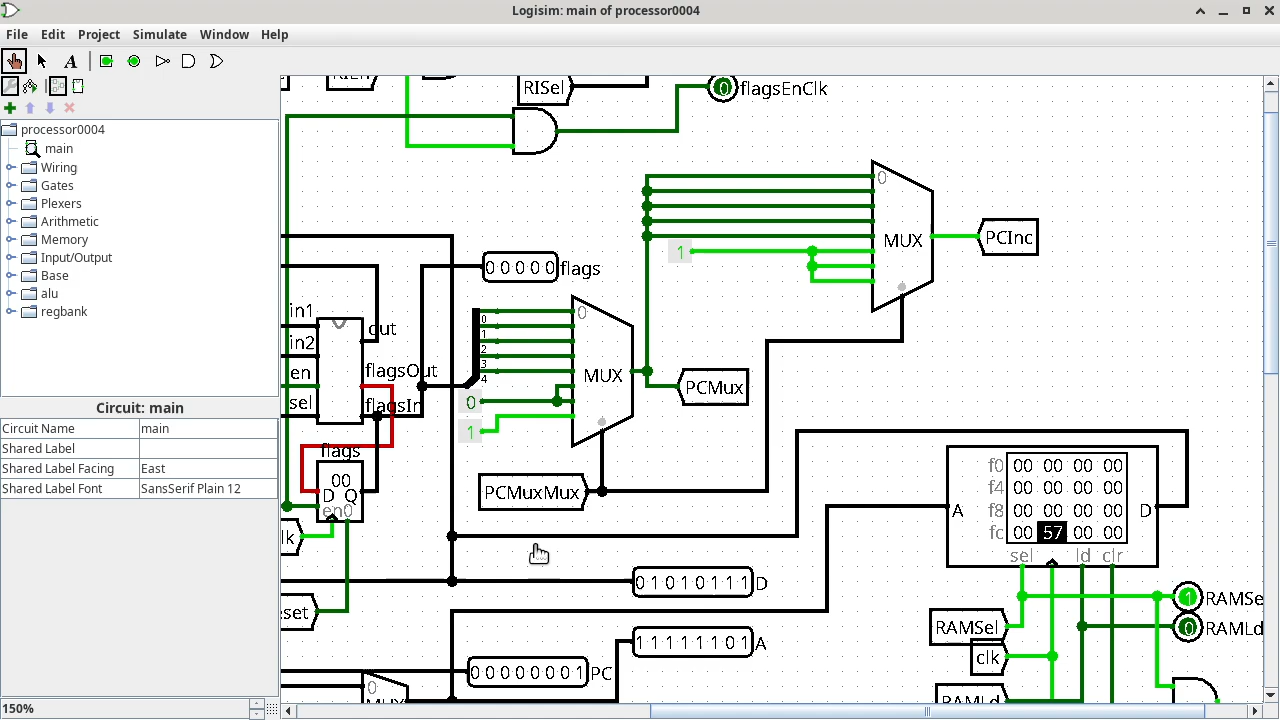 Logisim: main of processor0004
File Edit Project Simulate Window Help
processor0004
main
Wiring
Gates
Plexers
Arithmetic
Memory
Input/Output
Base
alu
regbank
Circuit: main
Circuit Name main
Shared Label
Shared Label Facing East
Shared Label Font SansSerif Plain 12
150%
RISel
0 flagsEnClk
0
MUX
PCInc
1
0 0 0 0 0 flags
in1
in2
en
sel
out
flagsOut
flagsIn
0
1
2
3
4
0
1
0
MUX
PCMux
PCMuxMux
flags
00
D Q
en0
lk
set
0 1 0 1 0 1 1 1 D
1 1 1 1 1 1 0 1 A
0 0 0 0 0 0 0 1 PC
0
MUX
f0 00 00 00 00
f4 00 00 00 00
f8 00 00 00 00
fc 00 57 00 00
A
D
sel ld clr
1 RAMSe
0 RAMLd
RAMSel
clk
RAMLd